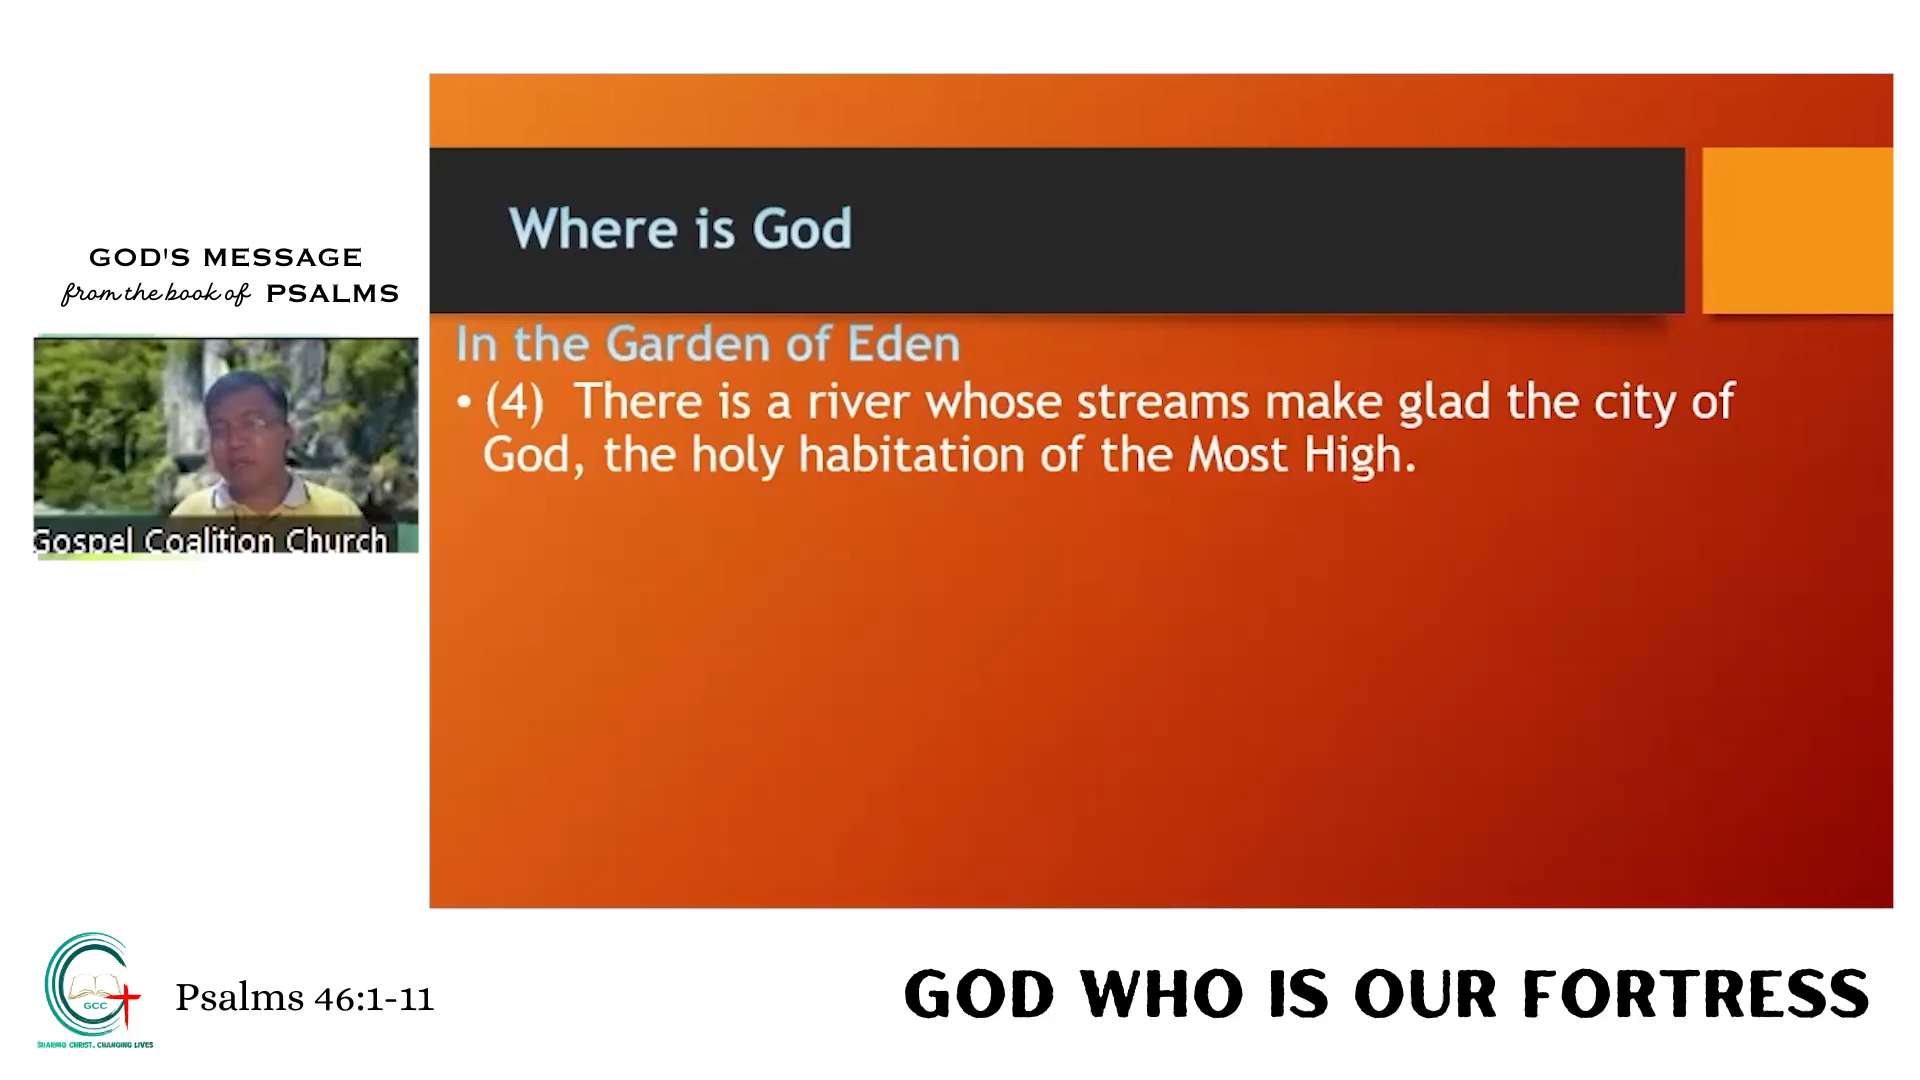 GOD'S MESSAGE
from the book of PSALMS
Gospel Coalition Church
Where is God
In the Garden of Eden
• (4) There is a river whose streams make glad the city of
God, the holy habitation of the Most High.
GCC
SHARING CHRIST, CHANGING LIVES
Psalms 46:1-11
GOD WHO IS OUR FORTRESS